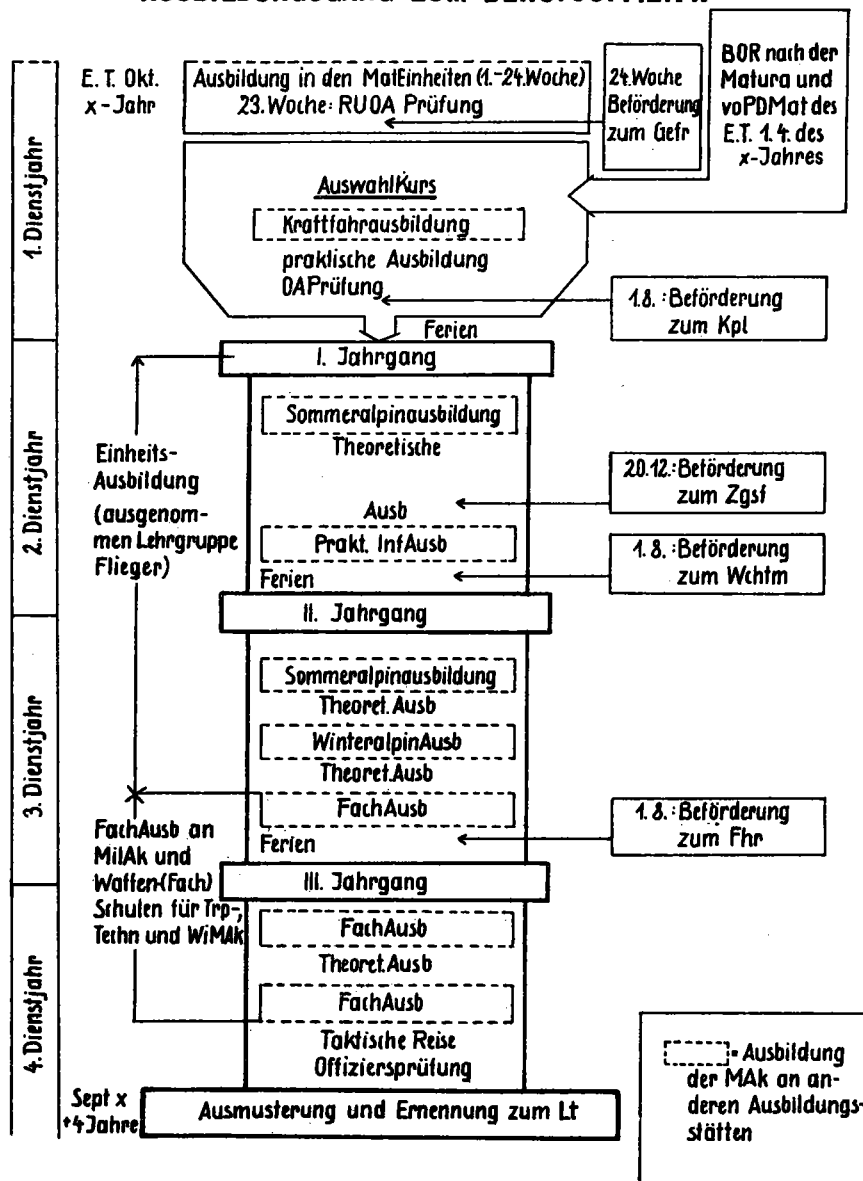 AUSBILDUNGSGANG ZUM BERUFSOFFIZIER
E. T. Okt.
x-Jahr
Ausbildung in den MatEinheiten (1.-24.Woche)
23. Woche: RUOA Prüfung
24. Woche
Beförderung
zum Gefr
BOR nach der
Matura und
voPDMat des
E.T. 1. 4. des
x-Jahres
1. Dienstjahr
AuswahlKurs
Kraftfahrausbildung
praktische Ausbildung
OAPrüfung
1.8. : Beförderung
zum Kpl
Ferien
I. Jahrgang
2. Dienstjahr
Einheits-
Ausbildung
(ausgenom-
men Lehrgruppe
Flieger)
Sommeralpinausbildung
Theoretische
Ausb
20.12.: Beförderung
zum Zgsf
Prakt. InfAusb
Ferien
1. 8. : Beförderung
zum Wchtm
II. Jahrgang
3. Dienstjahr
Sommeralpinausbildung
Theoret. Ausb
WinteralpinAusb
Theoret. Ausb
FachAusb
Ferien
1. 8. : Beförderung
zum Fhr
FachAusb an
MilAk und
Waffen-(Fach)
Schulen für Trp-,
Techn und WiMAk
III. Jahrgang
4. Dienstjahr
FachAusb
Theoret. Ausb
FachAusb
Taktische Reise
Offiziersprüfung
Sept x
+4 Jahre
Ausmusterung und Ernennung zum Lt
= Ausbildung
der MAk an an-
deren Ausbildungs-
stätten